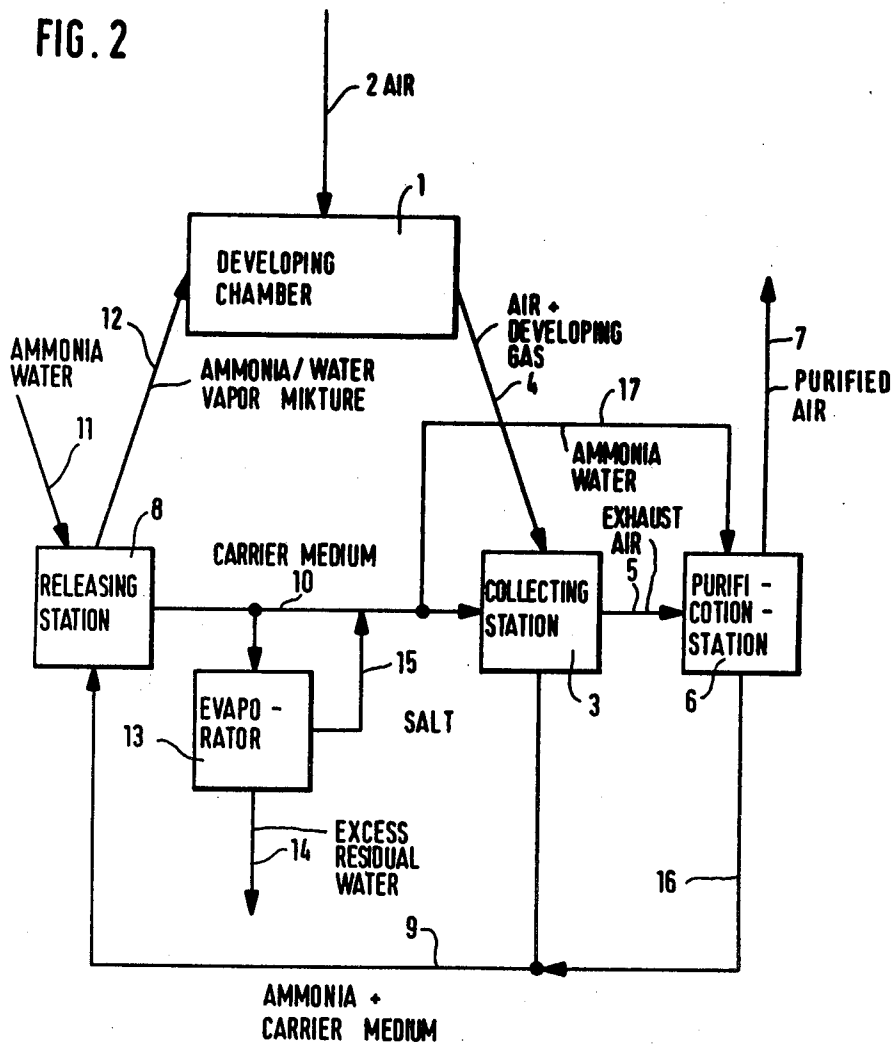 FIG. 2
2 AIR
1
DEVELOPING
CHAMBER
12
AMMONIA
WATER
AMMONIA/WATER
VAPOR MIKTURE
AIR +
DEVELOPING
GAS
4
7
PURIFIED
AIR
17
AMMONIA
WATER
11
8
RELEASING
STATION
CARRIER MEDIUM
10
COLLECTING
STATION
EXHAUST
AIR
5
PURIFI -
COTION -
STATION
6
3
15
SALT
EVAPO -
RATOR
13
EXCESS
RESIDUAL
WATER
14
16
9
AMMONIA +
CARRIER MEDIUM